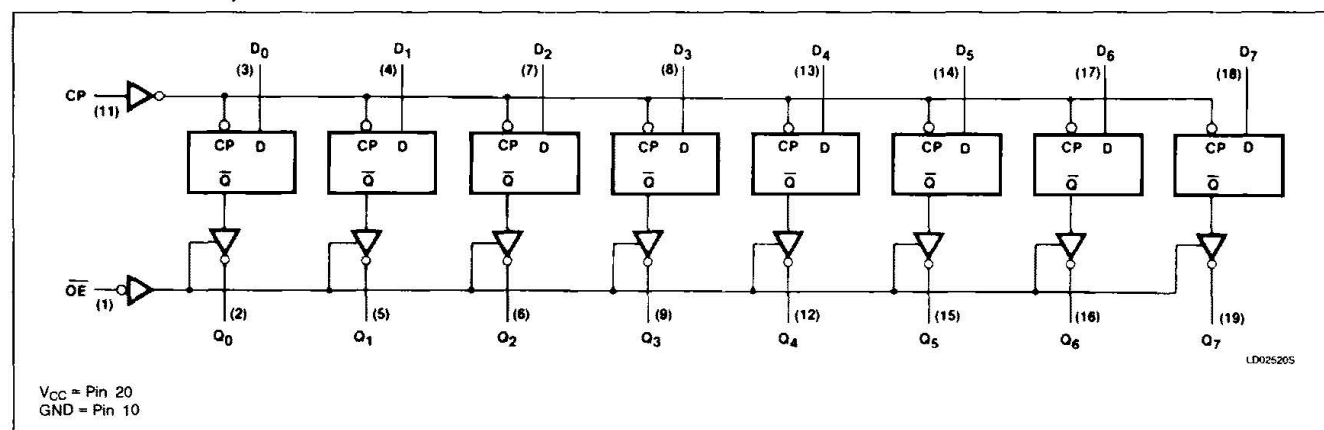 D₀ D₁ D₂ D₃ D₄ D₅ D₆ D₇
(3) (4) (7) (8) (13) (14) (17) (18)
CP
(11)
CP D CP D CP D CP D CP D CP D CP D CP D
Q̅ Q̅ Q̅ Q̅ Q̅ Q̅ Q̅ Q̅
O̅E̅
(1)
(2) (5) (6) (9) (12) (15) (16) (19)
Q₀ Q₁ Q₂ Q₃ Q₄ Q₅ Q₆ Q₇
LD02520S
V_CC = Pin 20
GND = Pin 10